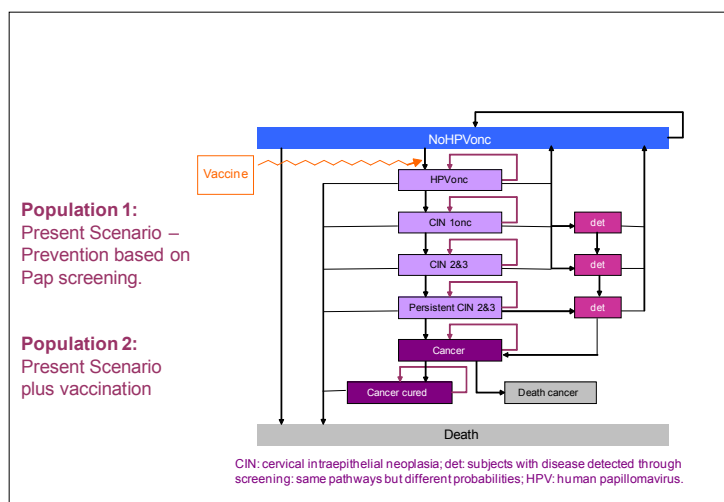 NoHPVonc
Vaccine
HPVonc
Population 1:
Present Scenario –
Prevention based on
Pap screening.
CIN 1onc
det
CIN 2&3
det
Persistent CIN 2&3
det
Population 2:
Present Scenario
plus vaccination
Cancer
Cancer cured
Death cancer
Death
CIN: cervical intraepithelial neoplasia; det: subjects with disease detected through
screening: same pathways but different probabilities; HPV: human papillomavirus.